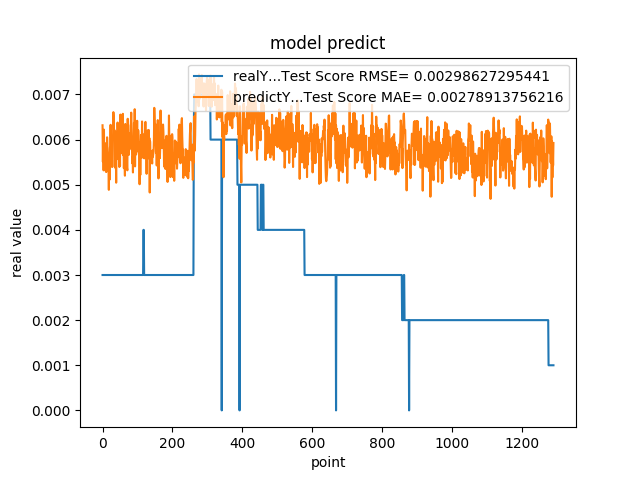 model predict
realY...Test Score RMSE= 0.00298627295441
predictY...Test Score MAE= 0.00278913756216
0.007
0.006
0.005
0.004
0.003
0.002
0.001
0.000
real value
0 200 400 600 800 1000 1200
point